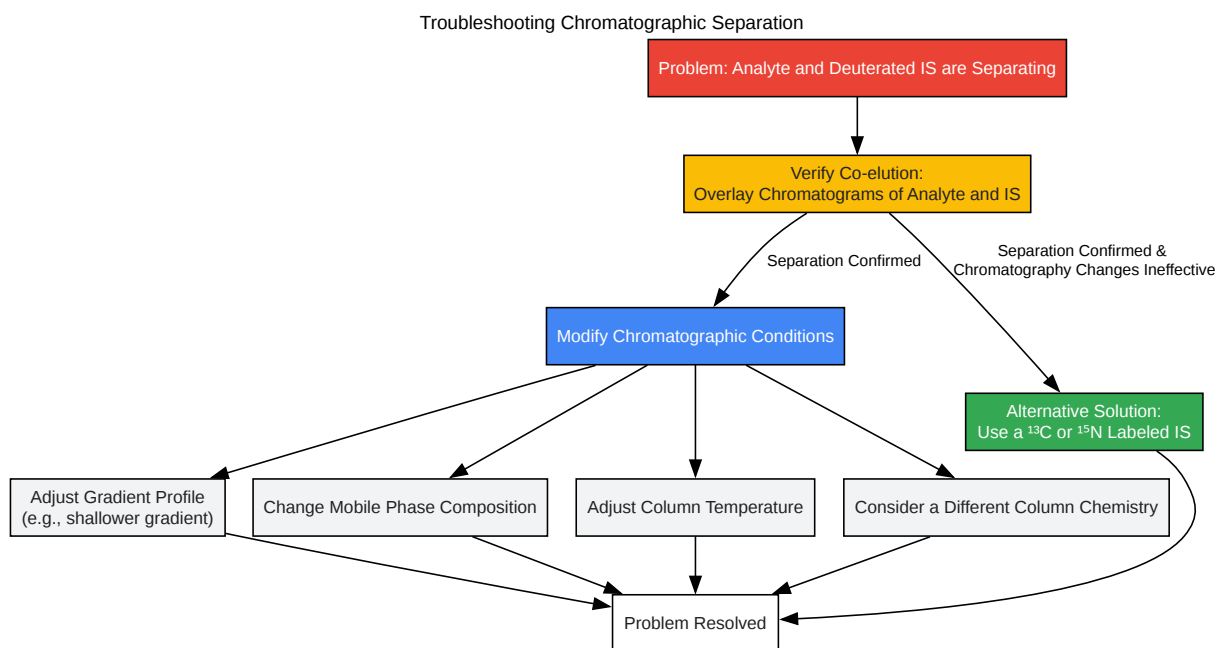 Troubleshooting Chromatographic Separation
Problem: Analyte and Deuterated IS are Separating
Verify Co-elution:
Overlay Chromatograms of Analyte and IS
Separation Confirmed
Separation Confirmed &
Chromatography Changes Ineffective
Modify Chromatographic Conditions
Alternative Solution:
Use a ¹³C or ¹⁵N Labeled IS
Adjust Gradient Profile
(e.g., shallower gradient)
Change Mobile Phase Composition
Adjust Column Temperature
Consider a Different Column Chemistry
Problem Resolved